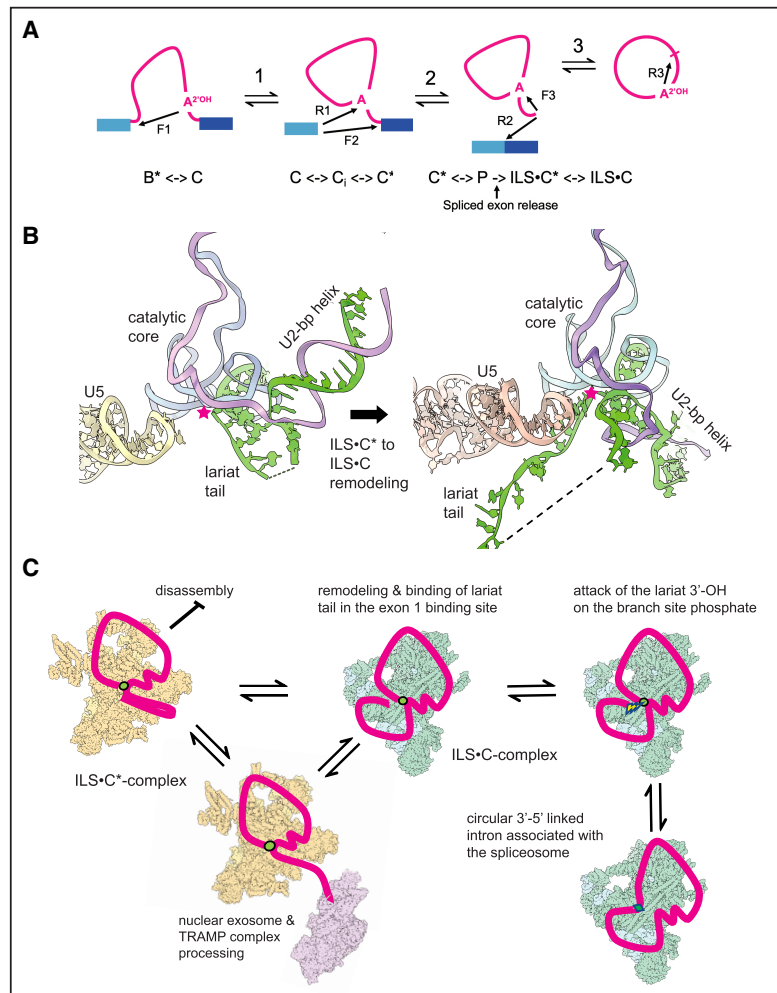 A
1
2
3
A2'OH
F1
A
R1
F2
A
F3
R2
R3
A2'OH
B* <-> C
C <-> Ci <-> C*
C* <-> P -> ILS•C* <-> ILS•C
Spliced exon release
B
catalytic
core
U2-bp helix
U5
lariat
tail
ILS•C* to
ILS•C
remodeling
catalytic
core
U5
U2-bp helix
lariat
tail
C
disassembly
remodeling & binding of lariat
tail in the exon 1 binding site
attack of the lariat 3'-OH
on the branch site phosphate
ILS•C*-complex
ILS•C-complex
circular 3'-5' linked
intron associated with
the spliceosome
nuclear exosome &
TRAMP complex
processing